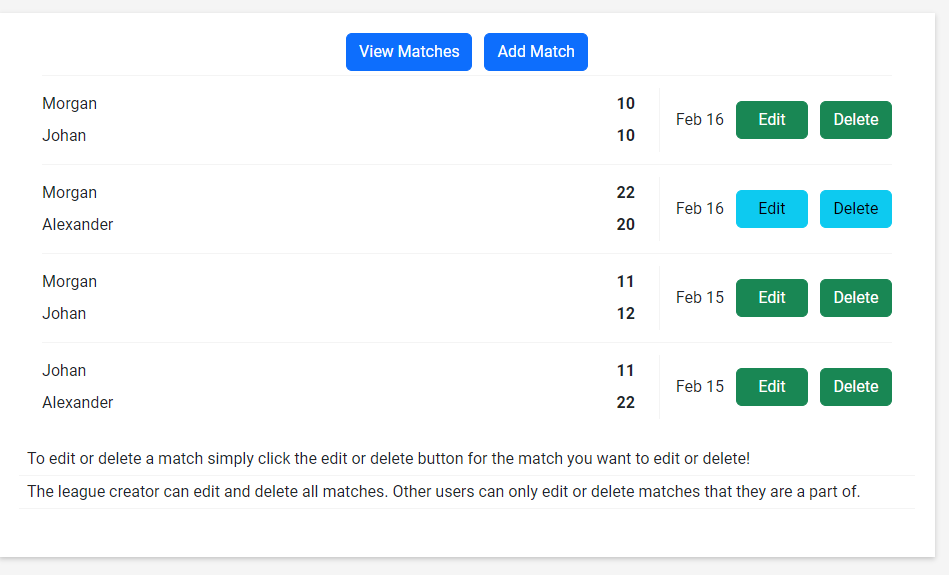 View Matches Add Match
Morgan 10
Johan 10
Feb 16 Edit Delete
Morgan 22
Alexander 20
Feb 16 Edit Delete
Morgan 11
Johan 12
Feb 15 Edit Delete
Johan 11
Alexander 22
Feb 15 Edit Delete
To edit or delete a match simply click the edit or delete button for the match you want to edit or delete!
The league creator can edit and delete all matches. Other users can only edit or delete matches that they are a part of.